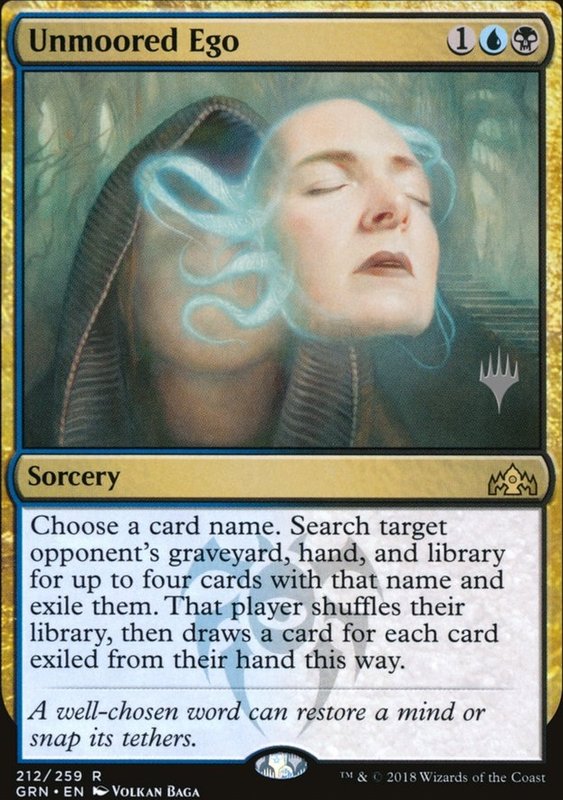 Unmoored Ego 1
Sorcery
Choose a card name. Search target
opponent's graveyard, hand, and library
for up to four cards with that name and
exile them. That player shuffles their
library, then draws a card for each card
exiled from their hand this way.
A well-chosen word can restore a mind or
snap its tethers.
212/259 R
GRN • EN VOLKAN BAGA
™ & © 2018 Wizards of the Coast